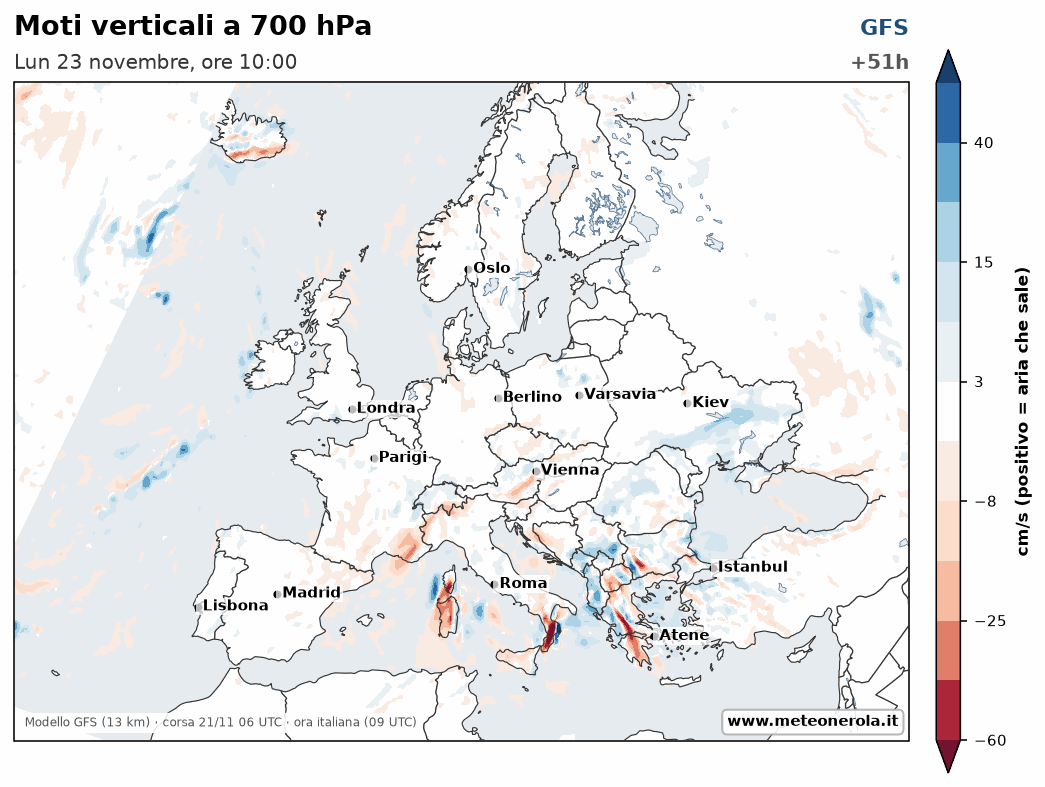 Moti verticali a 700 hPa
GFS
Lun 23 novembre, ore 10:00
+51h
40
15
3
−8
−25
−60
cm/s (positivo = aria che sale)
Oslo
Londra
Berlino
Varsavia
Kiev
Parigi
Vienna
Istanbul
Roma
Madrid
Lisbona
Atene
Modello GFS (13 km) · corsa 21/11 06 UTC · ora italiana (09 UTC)
www.meteonerola.it